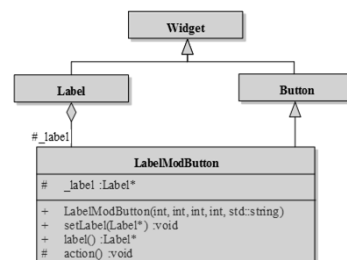 Widget
Label
Button
#_label
LabelModButton
# _label :Label*
+ LabelModButton(int, int, int, int, std::string)
+ setLabel(Label*) :void
+ label() :Label*
# action() :void